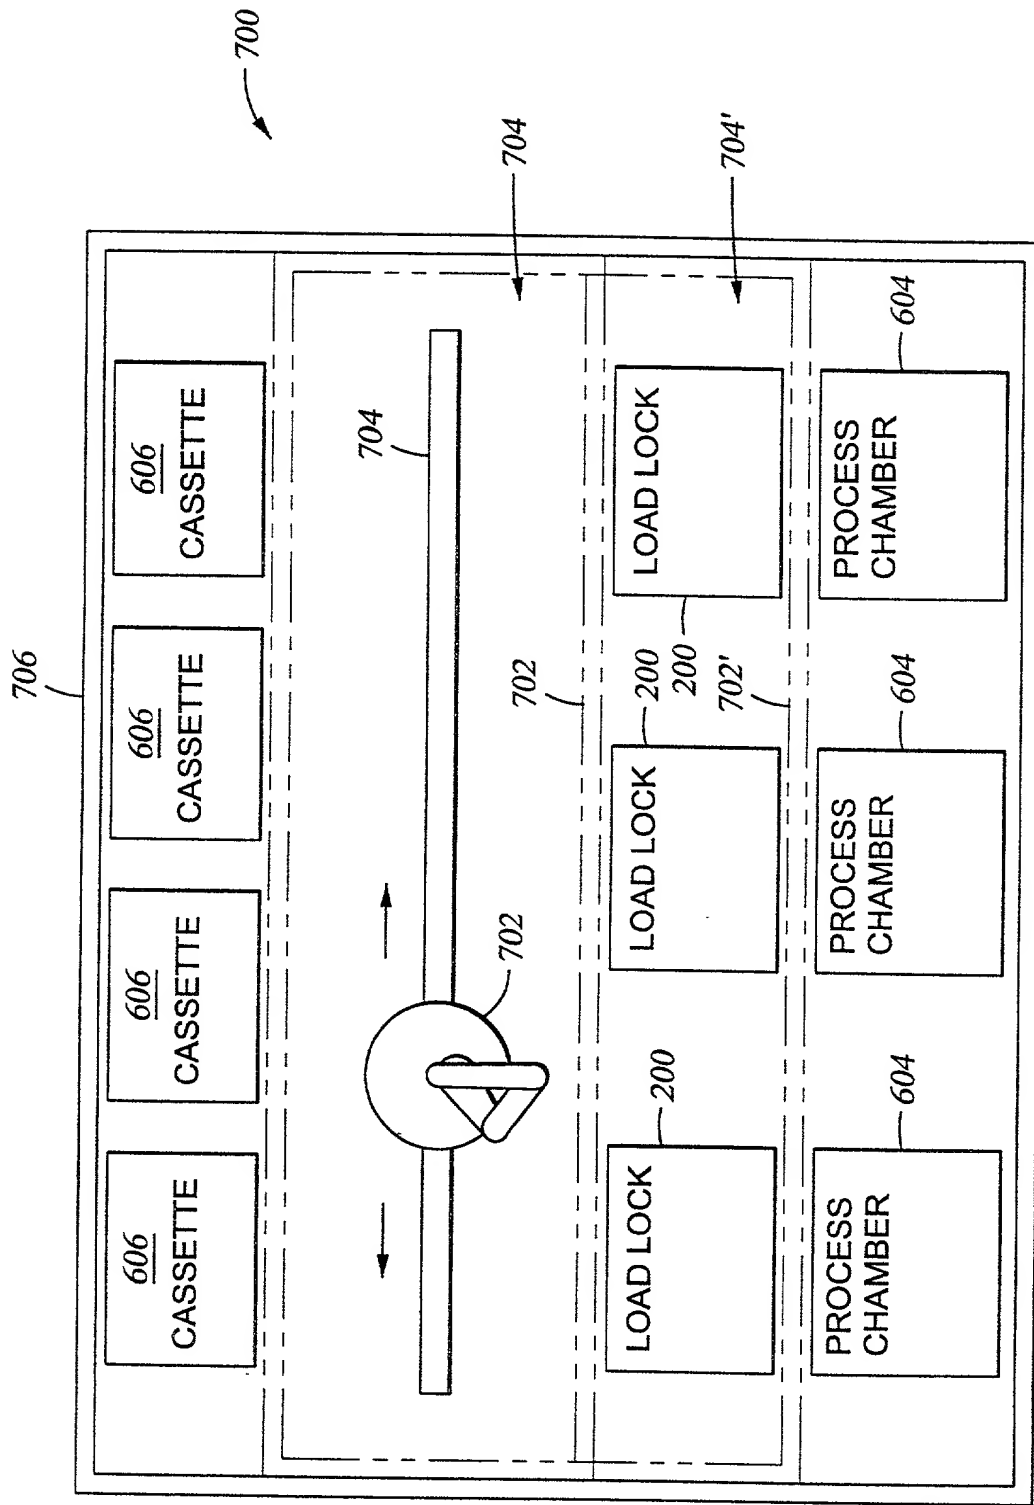 700
706
704
704'
606
CASSETTE
606
CASSETTE
606
CASSETTE
606
CASSETTE
704
702
702
702'
200
LOAD LOCK
200
LOAD LOCK
200
LOAD LOCK
604
PROCESS
CHAMBER
604
PROCESS
CHAMBER
604
PROCESS
CHAMBER